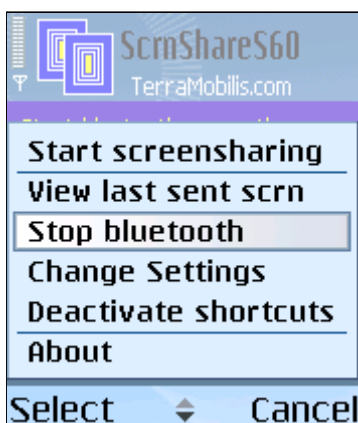 ScrnShareS60
TerraMobilis.com
Start screensharing
View last sent scrn
Stop bluetooth
Change Settings
Deactivate shortcuts
About
Select Cancel